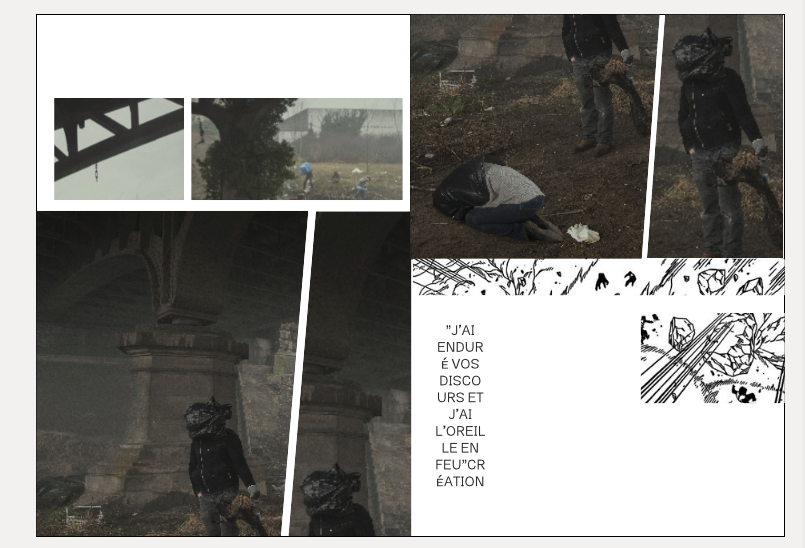 "J'AI
ENDUR
É VOS
DISCO
URS ET
J'AI
L'OREIL
LE EN
FEU"CR
ÉATION